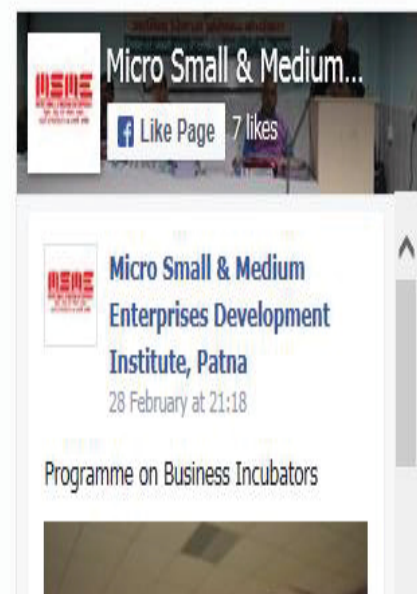 MSME
Micro Small & Medium...
f Like Page 7 likes
MSME
Micro Small & Medium
Enterprises Development
Institute, Patna
28 February at 21:18
Programme on Business Incubators